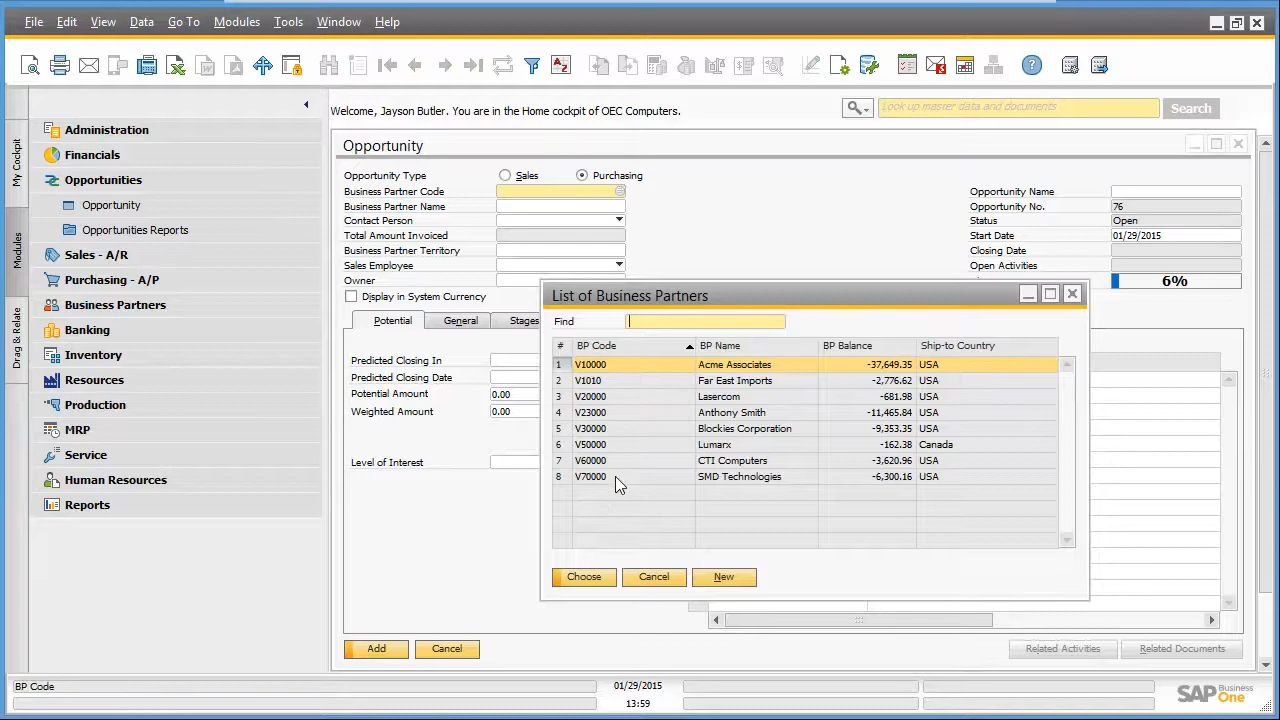 File Edit View Data Go To Modules Tools Window Help
Welcome, Jayson Butler. You are in the Home cockpit of OEC Computers.
Look up master data and documents
Search
My Cockpit
Modules
Drag & Relate
Administration
Financials
Opportunities
Opportunity
Opportunities Reports
Sales - A/R
Purchasing - A/P
Business Partners
Banking
Inventory
Resources
Production
MRP
Service
Human Resources
Reports
Opportunity
Opportunity Type Sales Purchasing
Business Partner Code
Business Partner Name
Contact Person
Total Amount Invoiced
Business Partner Territory
Sales Employee
Owner
Display in System Currency
Opportunity Name
Opportunity No. 76
Status Open
Start Date 01/29/2015
Closing Date
Open Activities
6%
Potential General Stages
Predicted Closing In
Predicted Closing Date
Potential Amount 0.00
Weighted Amount 0.00
Level of Interest
List of Business Partners
Find
# BP Code BP Name BP Balance Ship-to Country
1 V10000 Acme Associates -37,649.35 USA
2 V1010 Far East Imports -2,776.62 USA
3 V20000 Lasercom -681.98 USA
4 V23000 Anthony Smith -11,465.84 USA
5 V30000 Blockies Corporation -9,353.35 USA
6 V50000 Lumarx -162.38 Canada
7 V60000 CTI Computers -3,620.96 USA
8 V70000 SMD Technologies -6,300.16 USA
Choose Cancel New
Add Cancel Related Activities Related Documents
BP Code 01/29/2015
13:59
SAP Business One